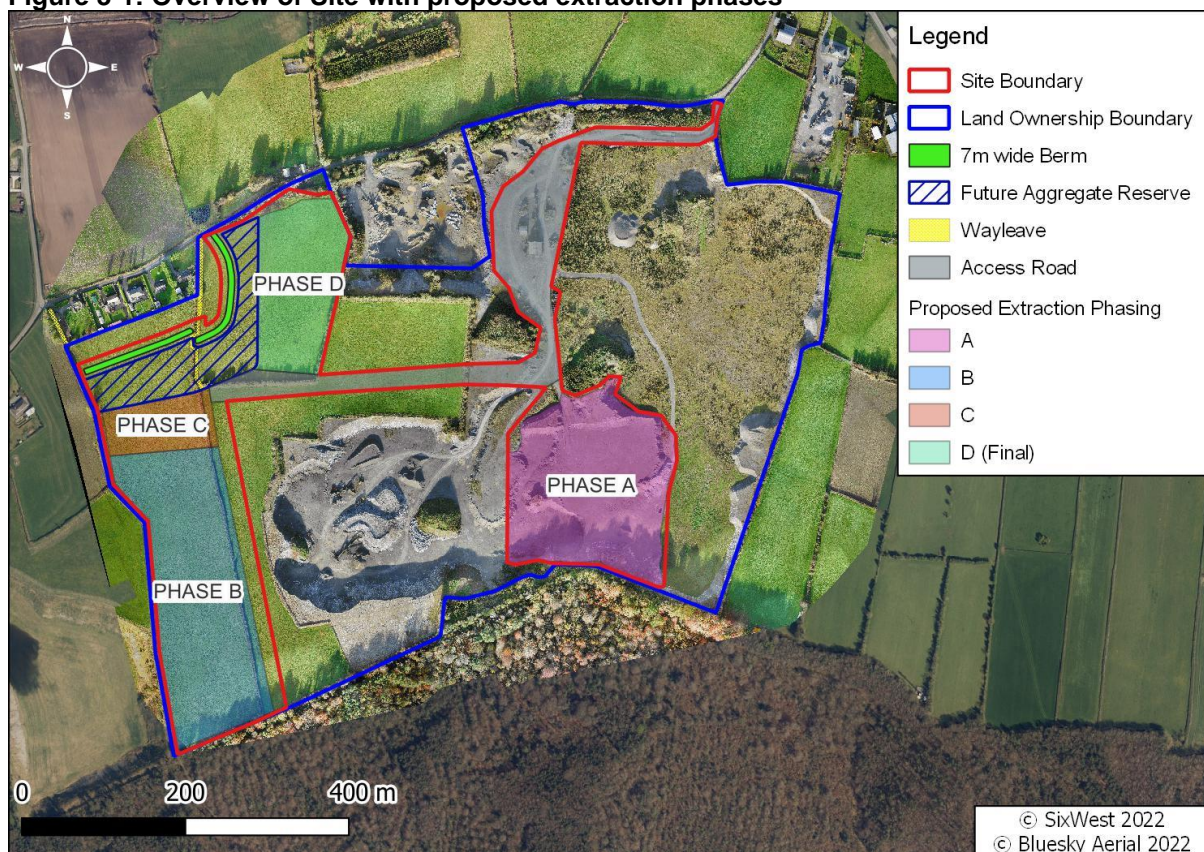 Figure 3-1: Overview of Site with proposed extraction phases
N
W
E
S
Legend
Site Boundary
Land Ownership Boundary
7m wide Berm
Future Aggregate Reserve
Wayleave
Access Road
Proposed Extraction Phasing
A
B
C
D (Final)
PHASE D
PHASE C
PHASE A
PHASE B
0
200
400 m
© SixWest 2022
© Bluesky Aerial 2022